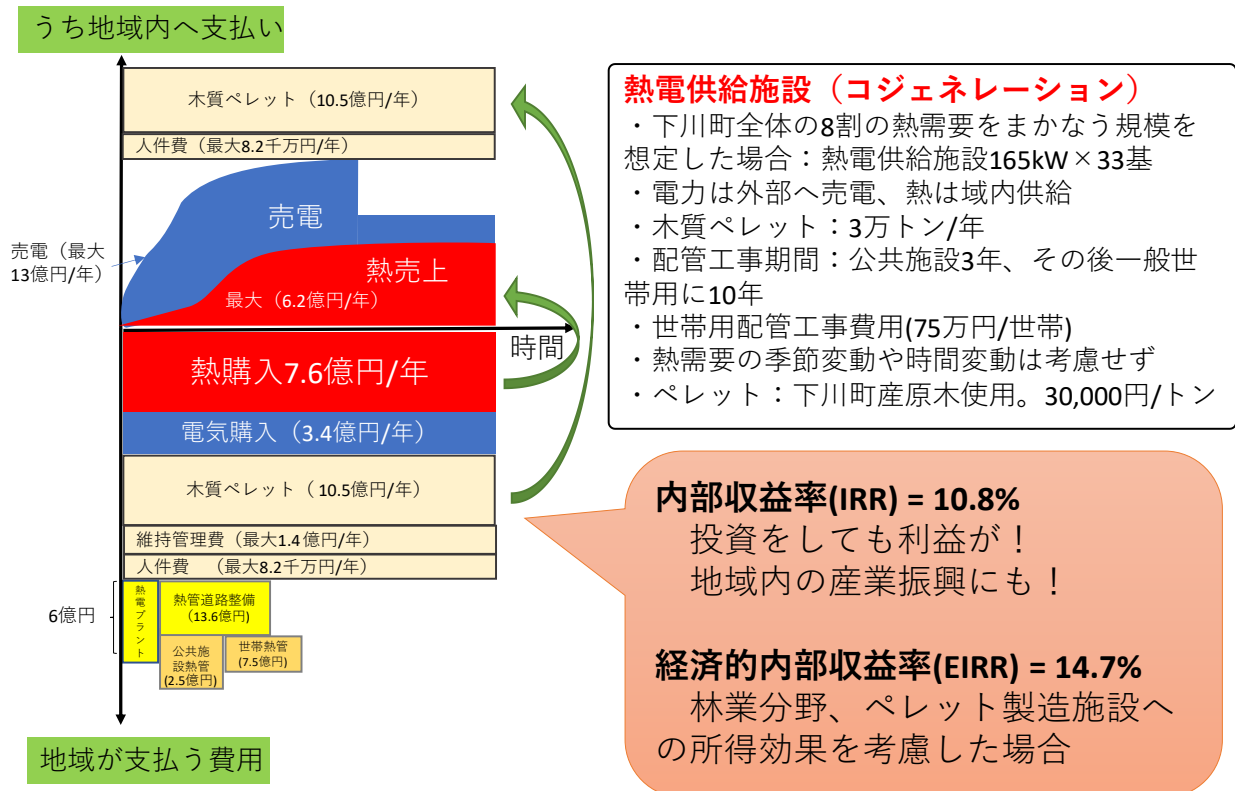 うち地域内へ支払い
木質ペレット（10.5億円/年）
人件費（最大8.2千万円/年）
売電
売電（最大
13億円/年）
熱売上
最大（6.2億円/年）
時間
熱購入7.6億円/年
電気購入（3.4億円/年）
木質ペレット（ 10.5億円/年）
維持管理費（最大1.4億円/年）
人件費　（最大8.2千万円/年）
6億円
熱
電
プ
ラ
ン
ト
熱管道路整備
（13.6億円)
公共施
設熱管
(2.5億円)
世帯熱管
(7.5億円)
地域が支払う費用
熱電供給施設（コジェネレーション）
・下川町全体の8割の熱需要をまかなう規模を
想定した場合：熱電供給施設165kW×33基
・電力は外部へ売電、熱は域内供給
・木質ペレット：3万トン/年
・配管工事期間：公共施設3年、その後一般世
帯用に10年
・世帯用配管工事費用(75万円/世帯)
・熱需要の季節変動や時間変動は考慮せず
・ペレット：下川町産原木使用。30,000円/トン
内部収益率(IRR) = 10.8%
投資をしても利益が！
地域内の産業振興にも！
経済的内部収益率(EIRR) = 14.7%
林業分野、ペレット製造施設へ
の所得効果を考慮した場合